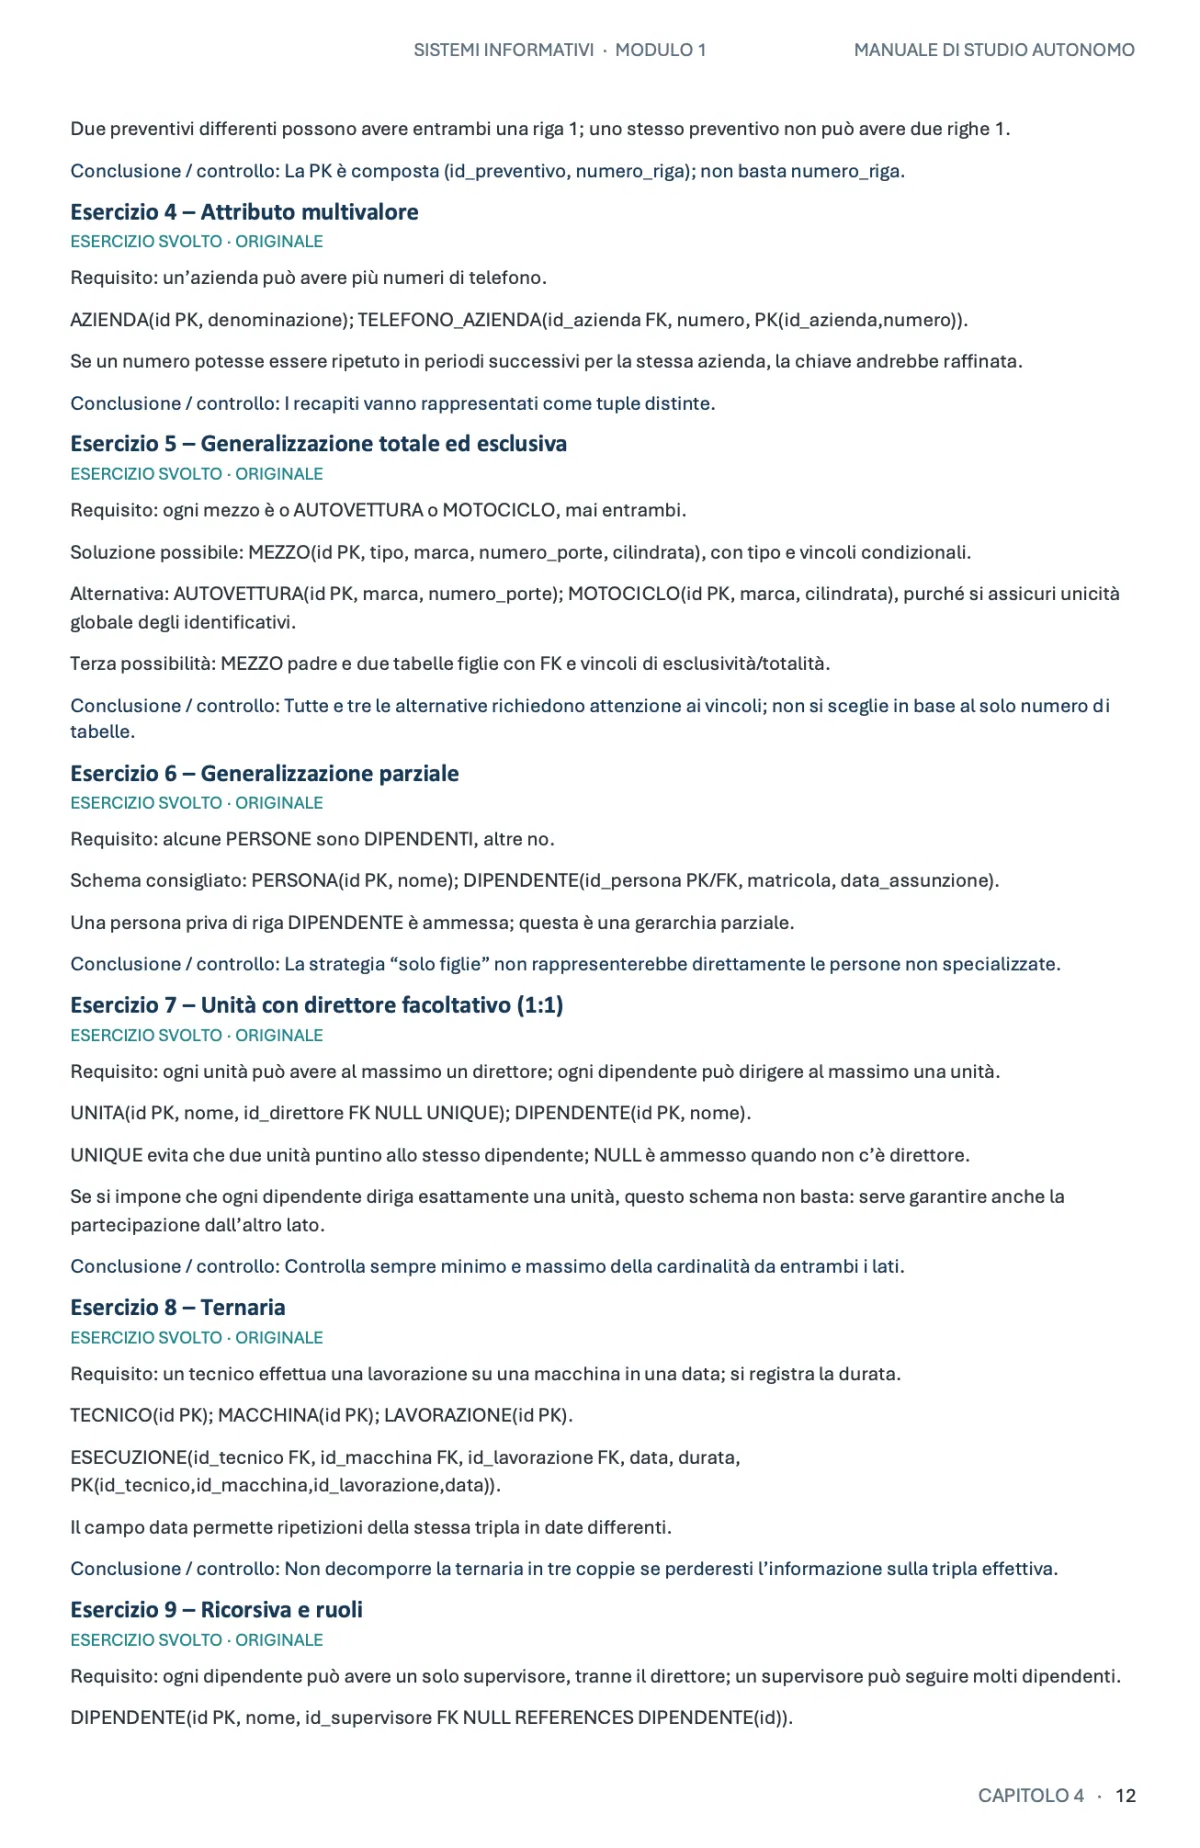 SISTEMI INFORMATIVI · MODULO 1 MANUALE DI STUDIO AUTONOMO
Due preventivi differenti possono avere entrambi una riga 1; uno stesso preventivo non può avere due righe 1.
Conclusione / controllo: La PK è composta (id_preventivo, numero_riga); non basta numero_riga.
Esercizio 4 – Attributo multivalore
ESERCIZIO SVOLTO · ORIGINALE
Requisito: un’azienda può avere più numeri di telefono.
AZIENDA(id PK, denominazione); TELEFONO_AZIENDA(id_azienda FK, numero, PK(id_azienda,numero)).
Se un numero potesse essere ripetuto in periodi successivi per la stessa azienda, la chiave andrebbe raffinata.
Conclusione / controllo: I recapiti vanno rappresentati come tuple distinte.
Esercizio 5 – Generalizzazione totale ed esclusiva
ESERCIZIO SVOLTO · ORIGINALE
Requisito: ogni mezzo è o AUTOVETTURA o MOTOCICLO, mai entrambi.
Soluzione possibile: MEZZO(id PK, tipo, marca, numero_porte, cilindrata), con tipo e vincoli condizionali.
Alternativa: AUTOVETTURA(id PK, marca, numero_porte); MOTOCICLO(id PK, marca, cilindrata), purché si assicuri unicità
globale degli identificativi.
Terza possibilità: MEZZO padre e due tabelle figlie con FK e vincoli di esclusività/totalità.
Conclusione / controllo: Tutte e tre le alternative richiedono attenzione ai vincoli; non si sceglie in base al solo numero di
tabelle.
Esercizio 6 – Generalizzazione parziale
ESERCIZIO SVOLTO · ORIGINALE
Requisito: alcune PERSONE sono DIPENDENTI, altre no.
Schema consigliato: PERSONA(id PK, nome); DIPENDENTE(id_persona PK/FK, matricola, data_assunzione).
Una persona priva di riga DIPENDENTE è ammessa; questa è una gerarchia parziale.
Conclusione / controllo: La strategia “solo figlie” non rappresenterebbe direttamente le persone non specializzate.
Esercizio 7 – Unità con direttore facoltativo (1:1)
ESERCIZIO SVOLTO · ORIGINALE
Requisito: ogni unità può avere al massimo un direttore; ogni dipendente può dirigere al massimo una unità.
UNITA(id PK, nome, id_direttore FK NULL UNIQUE); DIPENDENTE(id PK, nome).
UNIQUE evita che due unità puntino allo stesso dipendente; NULL è ammesso quando non c’è direttore.
Se si impone che ogni dipendente diriga esattamente una unità, questo schema non basta: serve garantire anche la
partecipazione dall’altro lato.
Conclusione / controllo: Controlla sempre minimo e massimo della cardinalità da entrambi i lati.
Esercizio 8 – Ternaria
ESERCIZIO SVOLTO · ORIGINALE
Requisito: un tecnico effettua una lavorazione su una macchina in una data; si registra la durata.
TECNICO(id PK); MACCHINA(id PK); LAVORAZIONE(id PK).
ESECUZIONE(id_tecnico FK, id_macchina FK, id_lavorazione FK, data, durata,
PK(id_tecnico,id_macchina,id_lavorazione,data)).
Il campo data permette ripetizioni della stessa tripla in date differenti.
Conclusione / controllo: Non decomporre la ternaria in tre coppie se perderesti l’informazione sulla tripla effettiva.
Esercizio 9 – Ricorsiva e ruoli
ESERCIZIO SVOLTO · ORIGINALE
Requisito: ogni dipendente può avere un solo supervisore, tranne il direttore; un supervisore può seguire molti dipendenti.
DIPENDENTE(id PK, nome, id_supervisore FK NULL REFERENCES DIPENDENTE(id)).
CAPITOLO 4 · 12